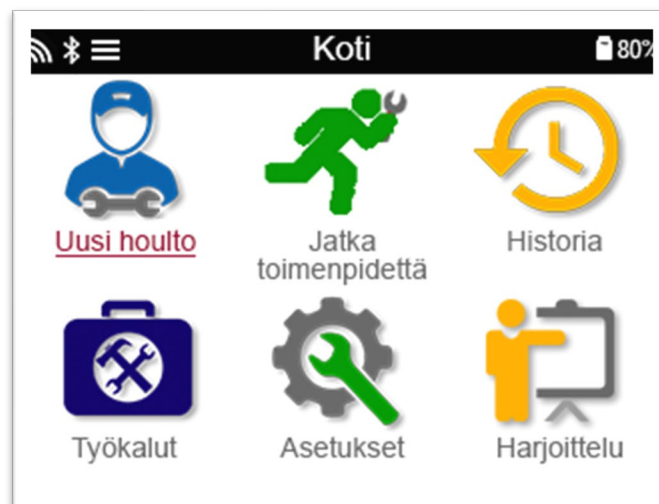 Koti
80%
Uusi houlto
Jatka
toimenpidettä
Historia
Työkalut
Asetukset
Harjoittelu